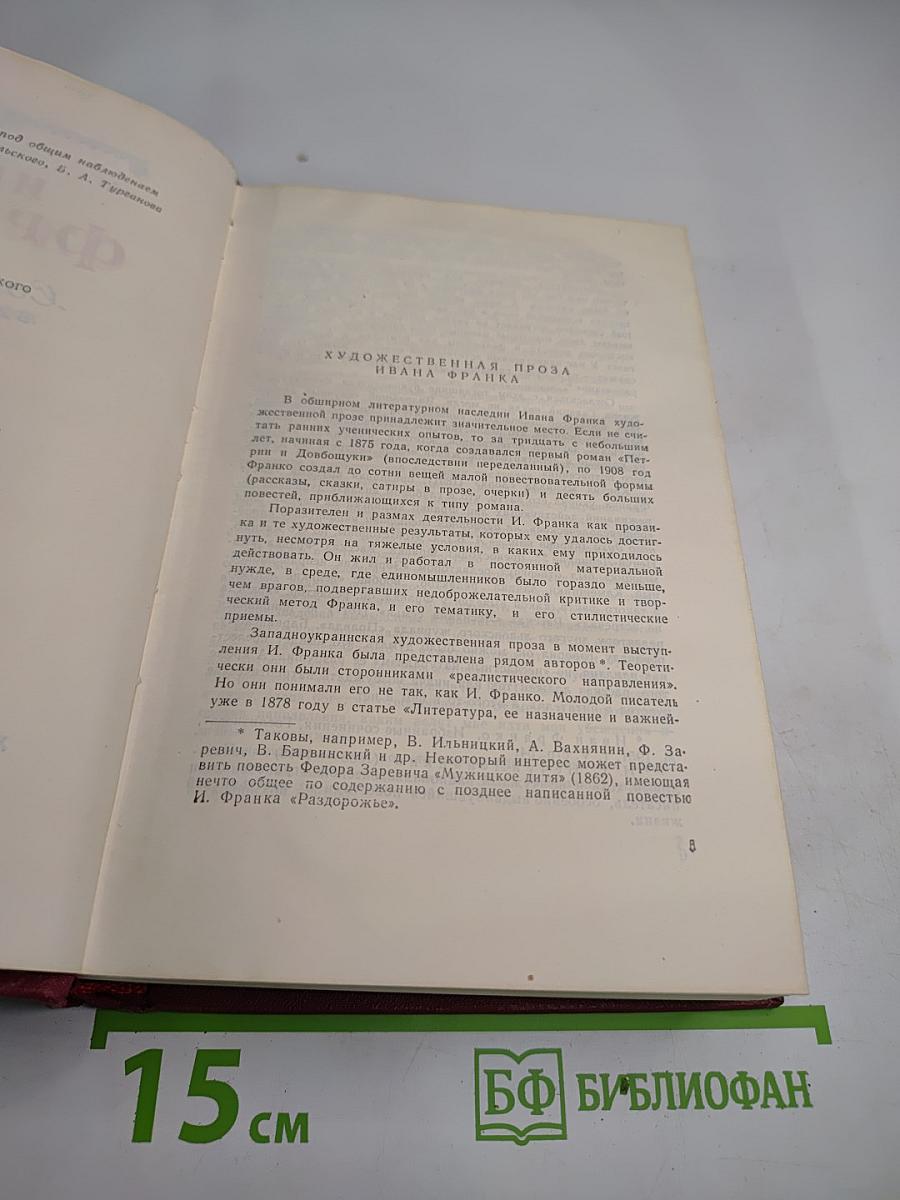 под общим наблюдением
Б. А. Турганова
ХУДОЖЕСТВЕННАЯ ПРОЗА
ИВАНА ФРАНКА
В обширном литературном наследии Ивана Франка худо-
жественной прозе принадлежит значительное место. Если не счи-
тать ранних ученических опытов, то за тридцать с небольшим
лет, начиная с 1875 года, когда создавался первый роман «Пет-
рии и Довбощуки» (впоследствии переделанный), по 1908 год
Франко создал до сотни вещей малой повествовательной формы
(рассказы, сказки, сатиры в прозе, очерки) и десять больших
повестей, приближающихся к типу романа.
Поразителен и размах деятельности И. Франка как прозаи-
ка и те художественные результаты, которых ему удалось достиг-
нуть, несмотря на тяжелые условия, в каких ему приходилось
действовать. Он жил и работал в постоянной материальной
нужде, в среде, где единомышленников было гораздо меньше,
чем врагов, подвергавших недоброжелательной критике и твор-
ческий метод Франка, и его тематику, и его стилистические
приемы.
Западноукраинская художественная проза в момент выступ-
ления И. Франка была представлена рядом авторов*. Теорети-
чески они были сторонниками «реалистического направления».
Но они понимали его не так, как И. Франко. Молодой писатель
уже в 1878 году в статье «Литература, ее назначение и важней-
* Таковы, например, В. Ильницкий, А. Вахнянин, Ф. За-
ревич, В. Барвинский и др. Некоторый интерес может предста-
вить повесть Федора Заревича «Мужицкое дитя» (1862), имеющая
нечто общее по содержанию с позднее написанной повестью
И. Франка «Раздорожье».
15 см
БФ БИБЛИОФАН